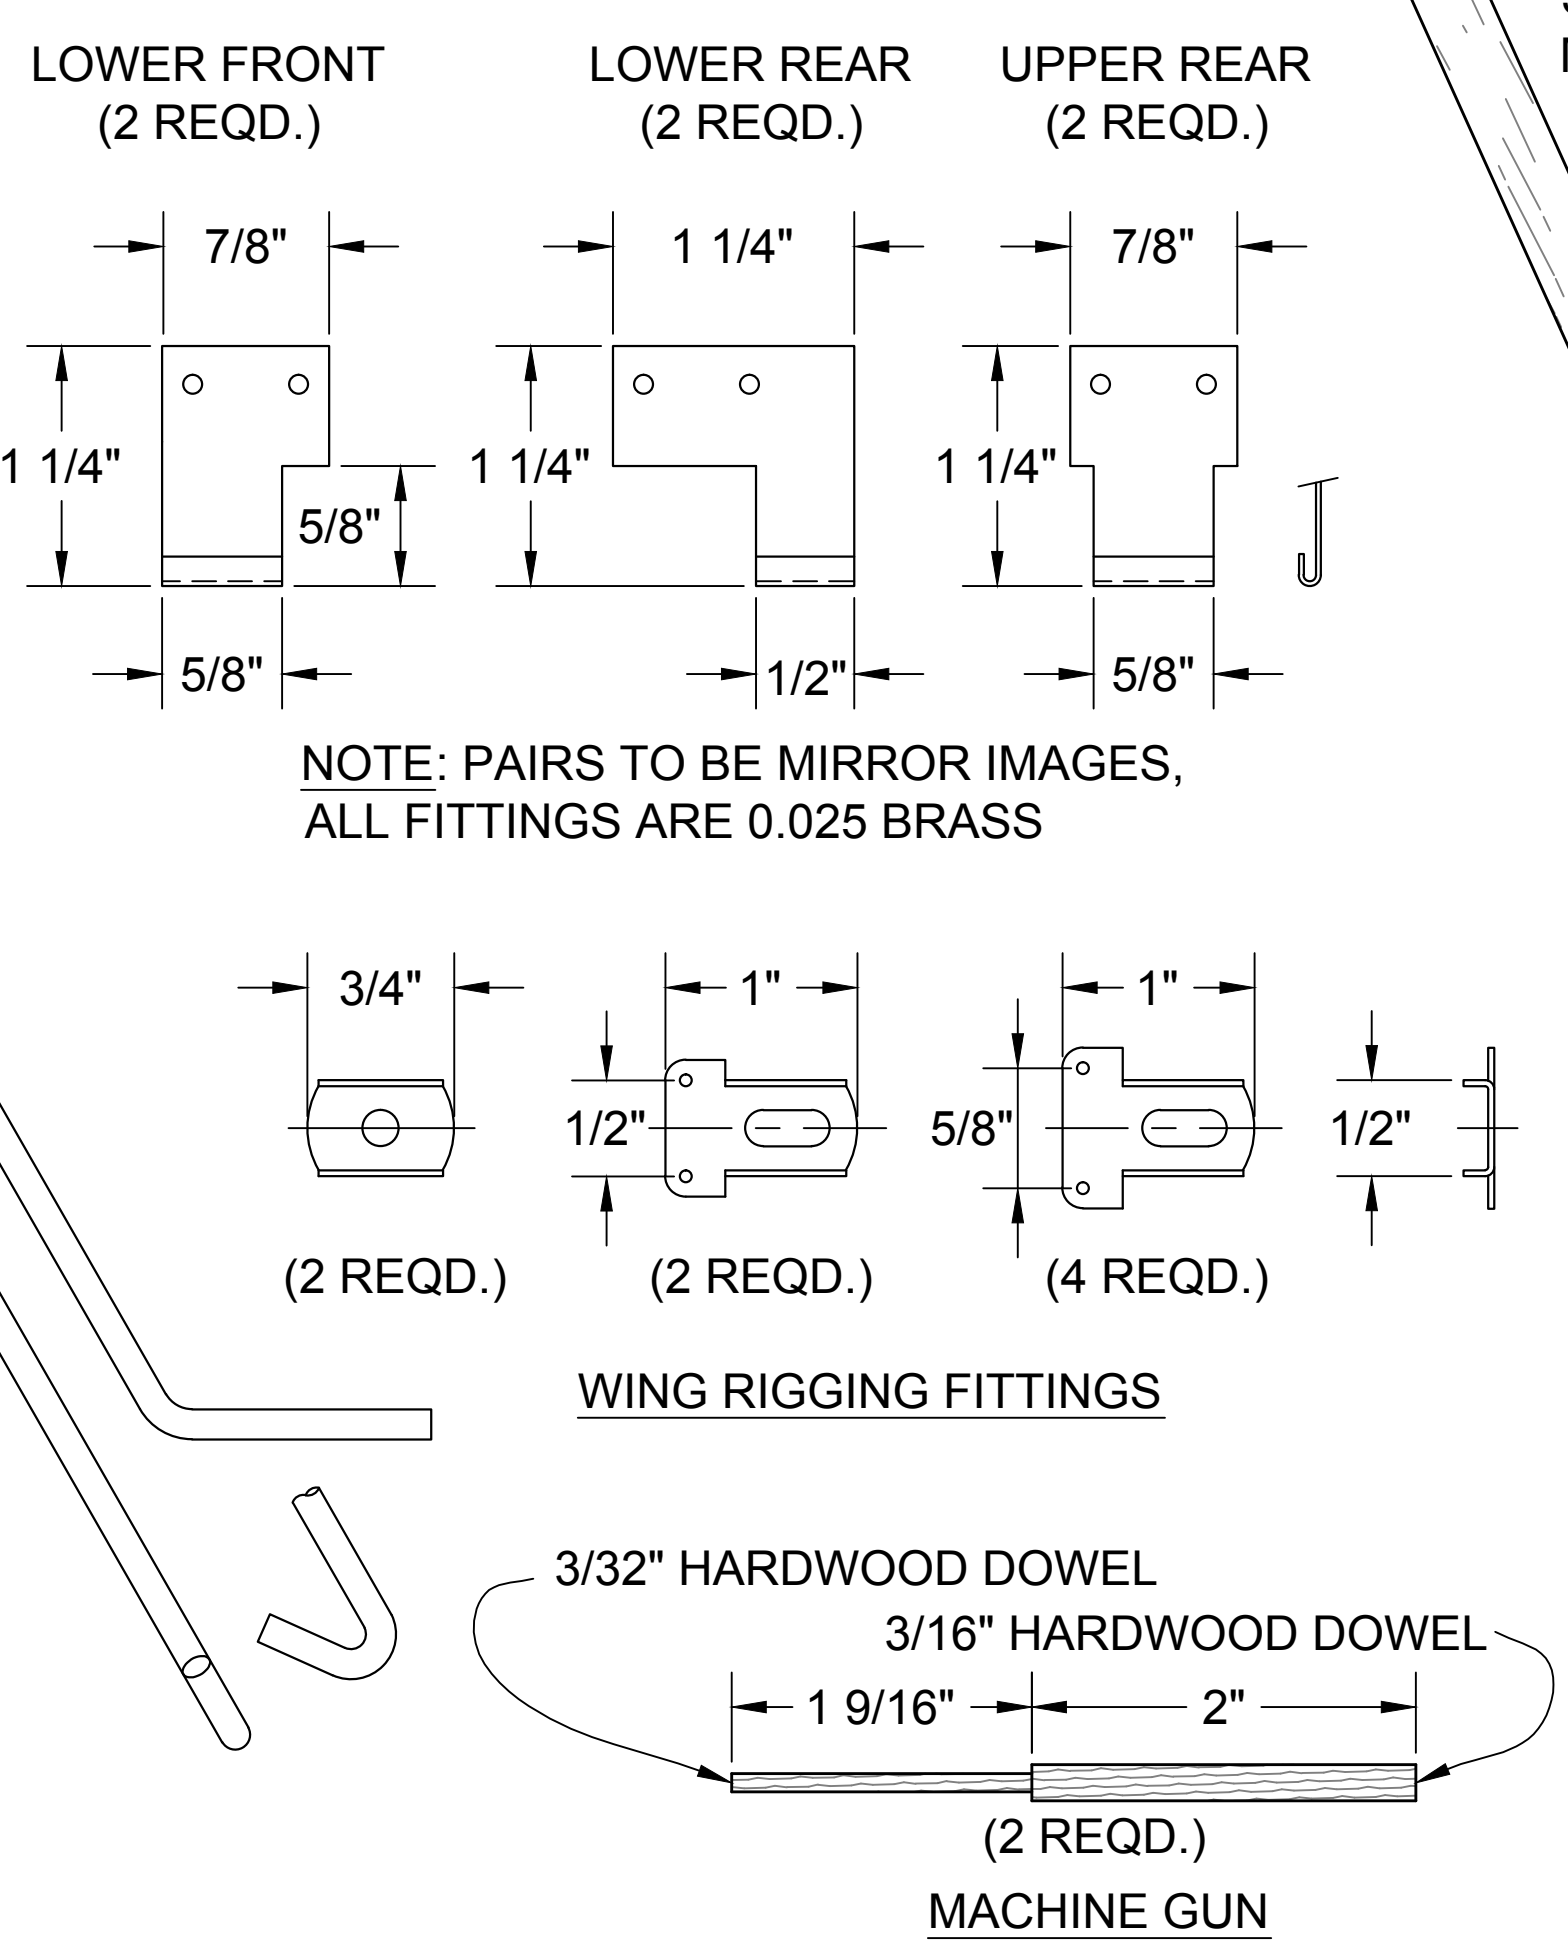 LOWER FRONT
(2 REQD.)
LOWER REAR
(2 REQD.)
UPPER REAR
(2 REQD.)
7/8"
1 1/4"
7/8"
1 1/4"
5/8"
1 1/4"
1 1/4"
5/8"
1/2"
5/8"
NOTE: PAIRS TO BE MIRROR IMAGES,
ALL FITTINGS ARE 0.025 BRASS
3/4"
1"
1"
1/2"
5/8"
1/2"
(2 REQD.)
(2 REQD.)
(4 REQD.)
WING RIGGING FITTINGS
3/32" HARDWOOD DOWEL
3/16" HARDWOOD DOWEL
1 9/16"
2"
(2 REQD.)
MACHINE GUN